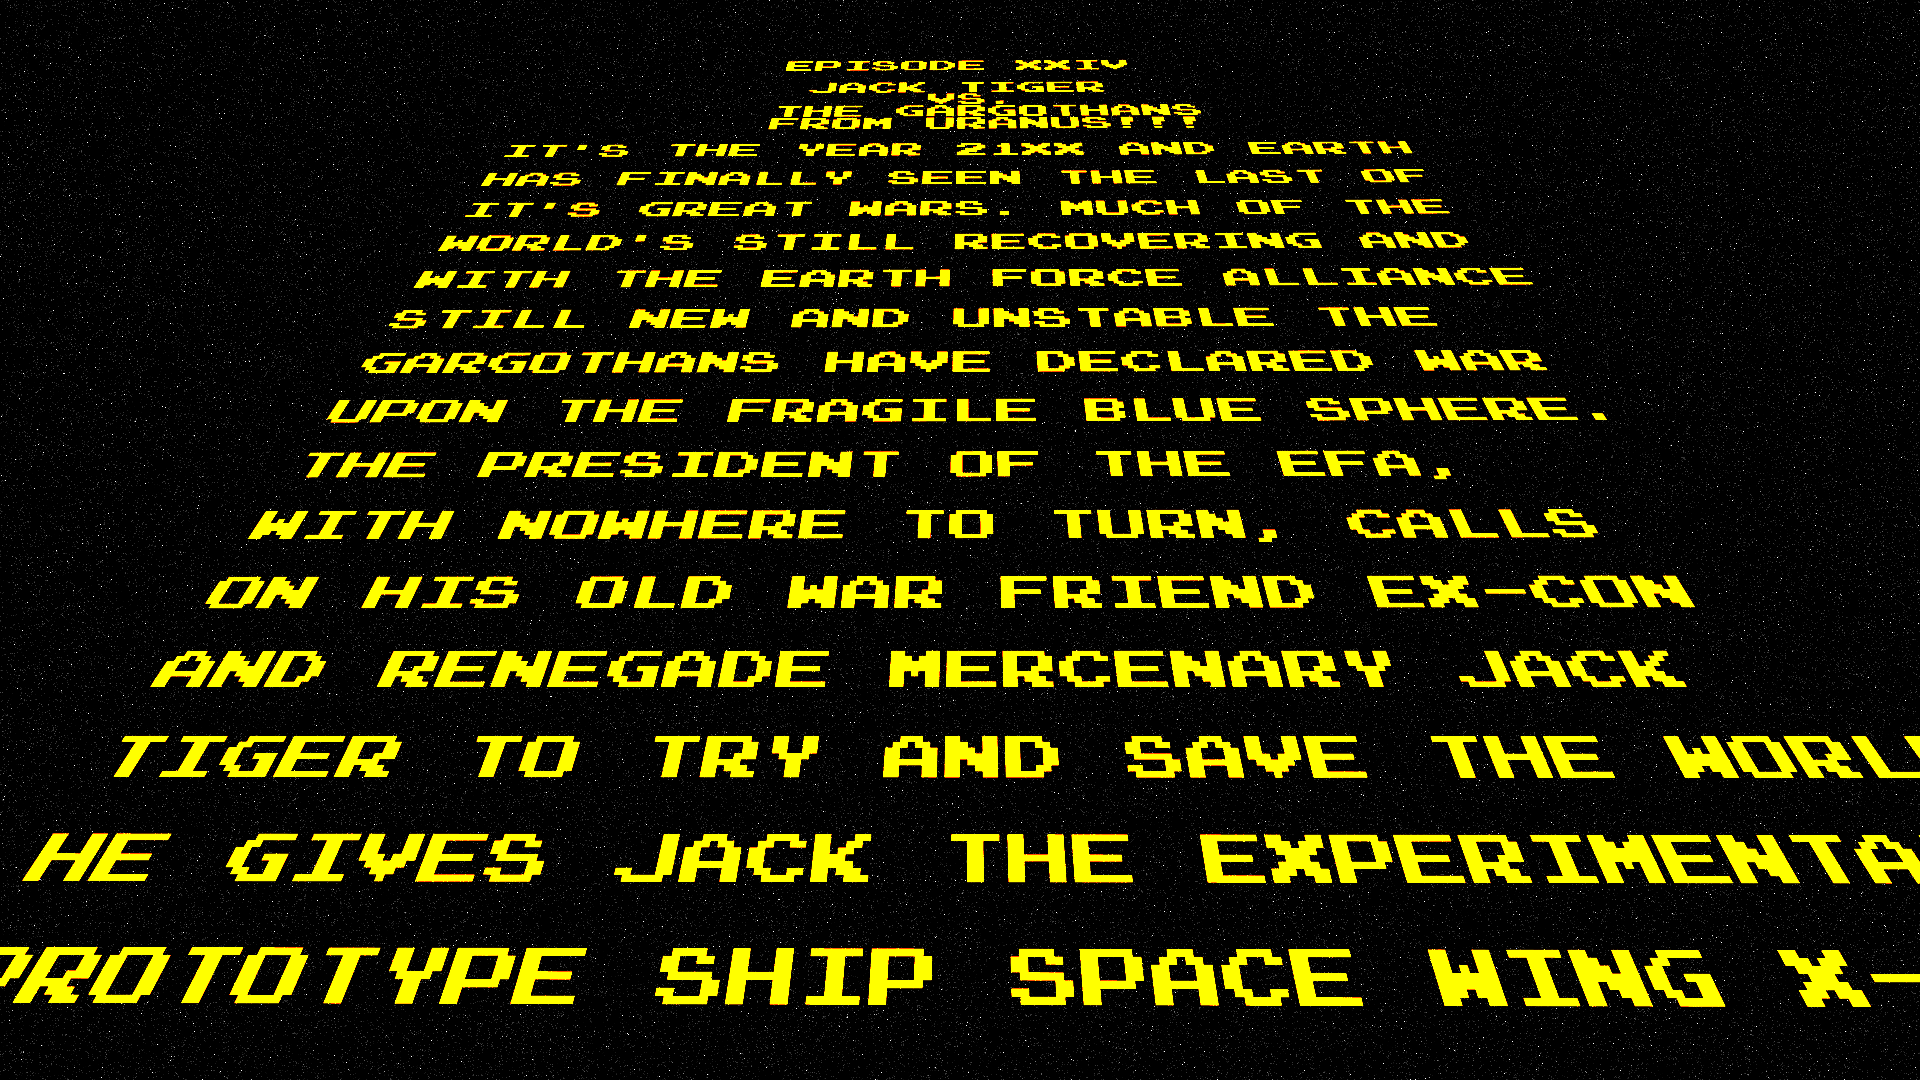 EPISODE XXIV
JACK TIGER
VS.
THE GARGOTHANS
FROM URANUS!!!
IT'S THE YEAR 21XX AND EARTH
HAS FINALLY SEEN THE LAST OF
IT'S GREAT WARS. MUCH OF THE
WORLD'S STILL RECOVERING AND
WITH THE EARTH FORCE ALLIANCE
STILL NEW AND UNSTABLE THE
GARGOTHANS HAVE DECLARED WAR
UPON THE FRAGILE BLUE SPHERE.
THE PRESIDENT OF THE EFA,
WITH NOWHERE TO TURN, CALLS
ON HIS OLD WAR FRIEND EX-CON
AND RENEGADE MERCENARY JACK
TIGER TO TRY AND SAVE THE WORL
HE GIVES JACK THE EXPERIMENTA
PROTOTYPE SHIP SPACE WING X-